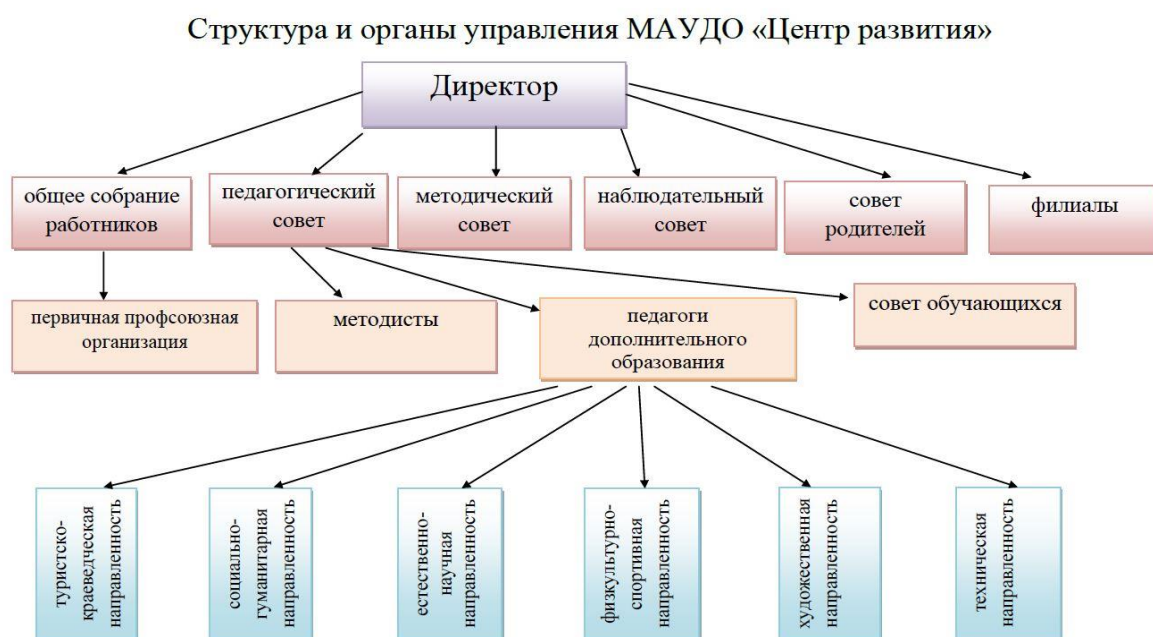 Структура и органы управления МАУДО «Центр развития»
Директор
общее собрание
работников
педагогический
совет
методический
совет
наблюдательный
совет
совет
родителей
филиалы
первичная профсоюзная
организация
методисты
педагоги
дополнительного
образования
совет обучающихся
туристско-
краеведческая
направленность
социально-
гуманитарная
направленность
естественно-
научная
направленность
физкультурно-
спортивная
направленность
художественная
направленность
техническая
направленность